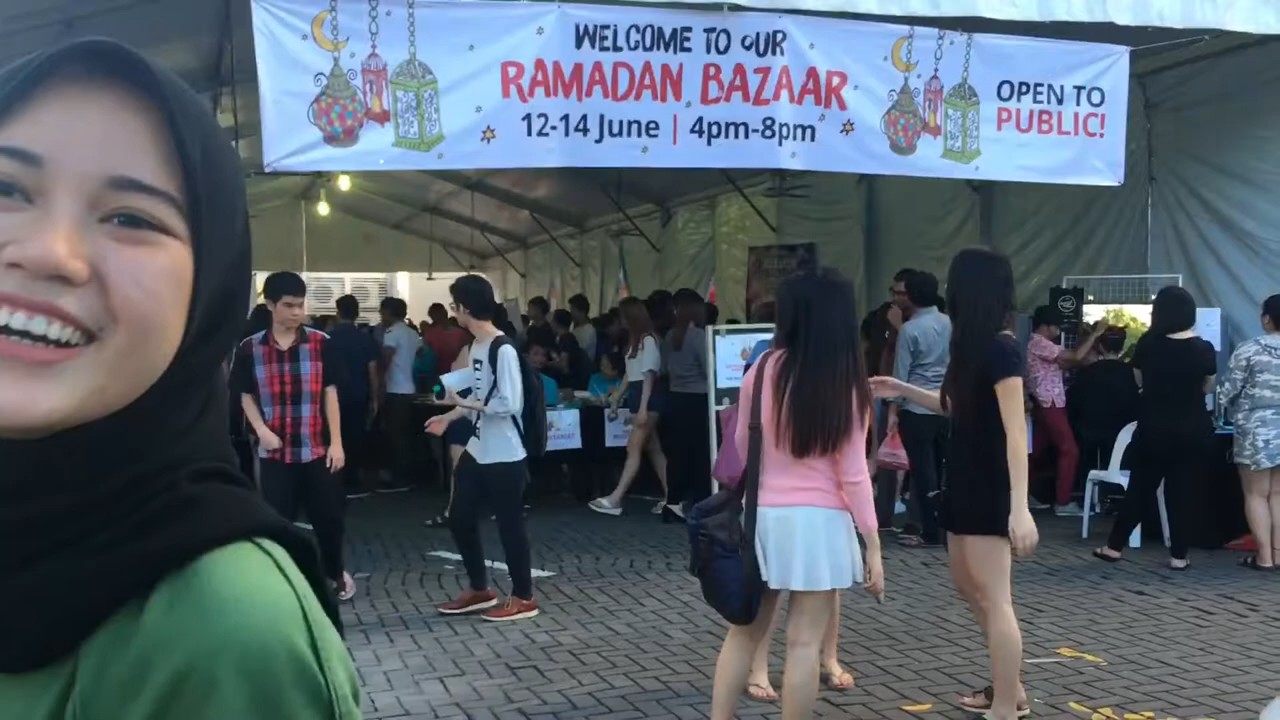 WELCOME TO OUR
RAMADAN BAZAAR
12-14 June | 4pm-8pm
OPEN TO
PUBLIC!